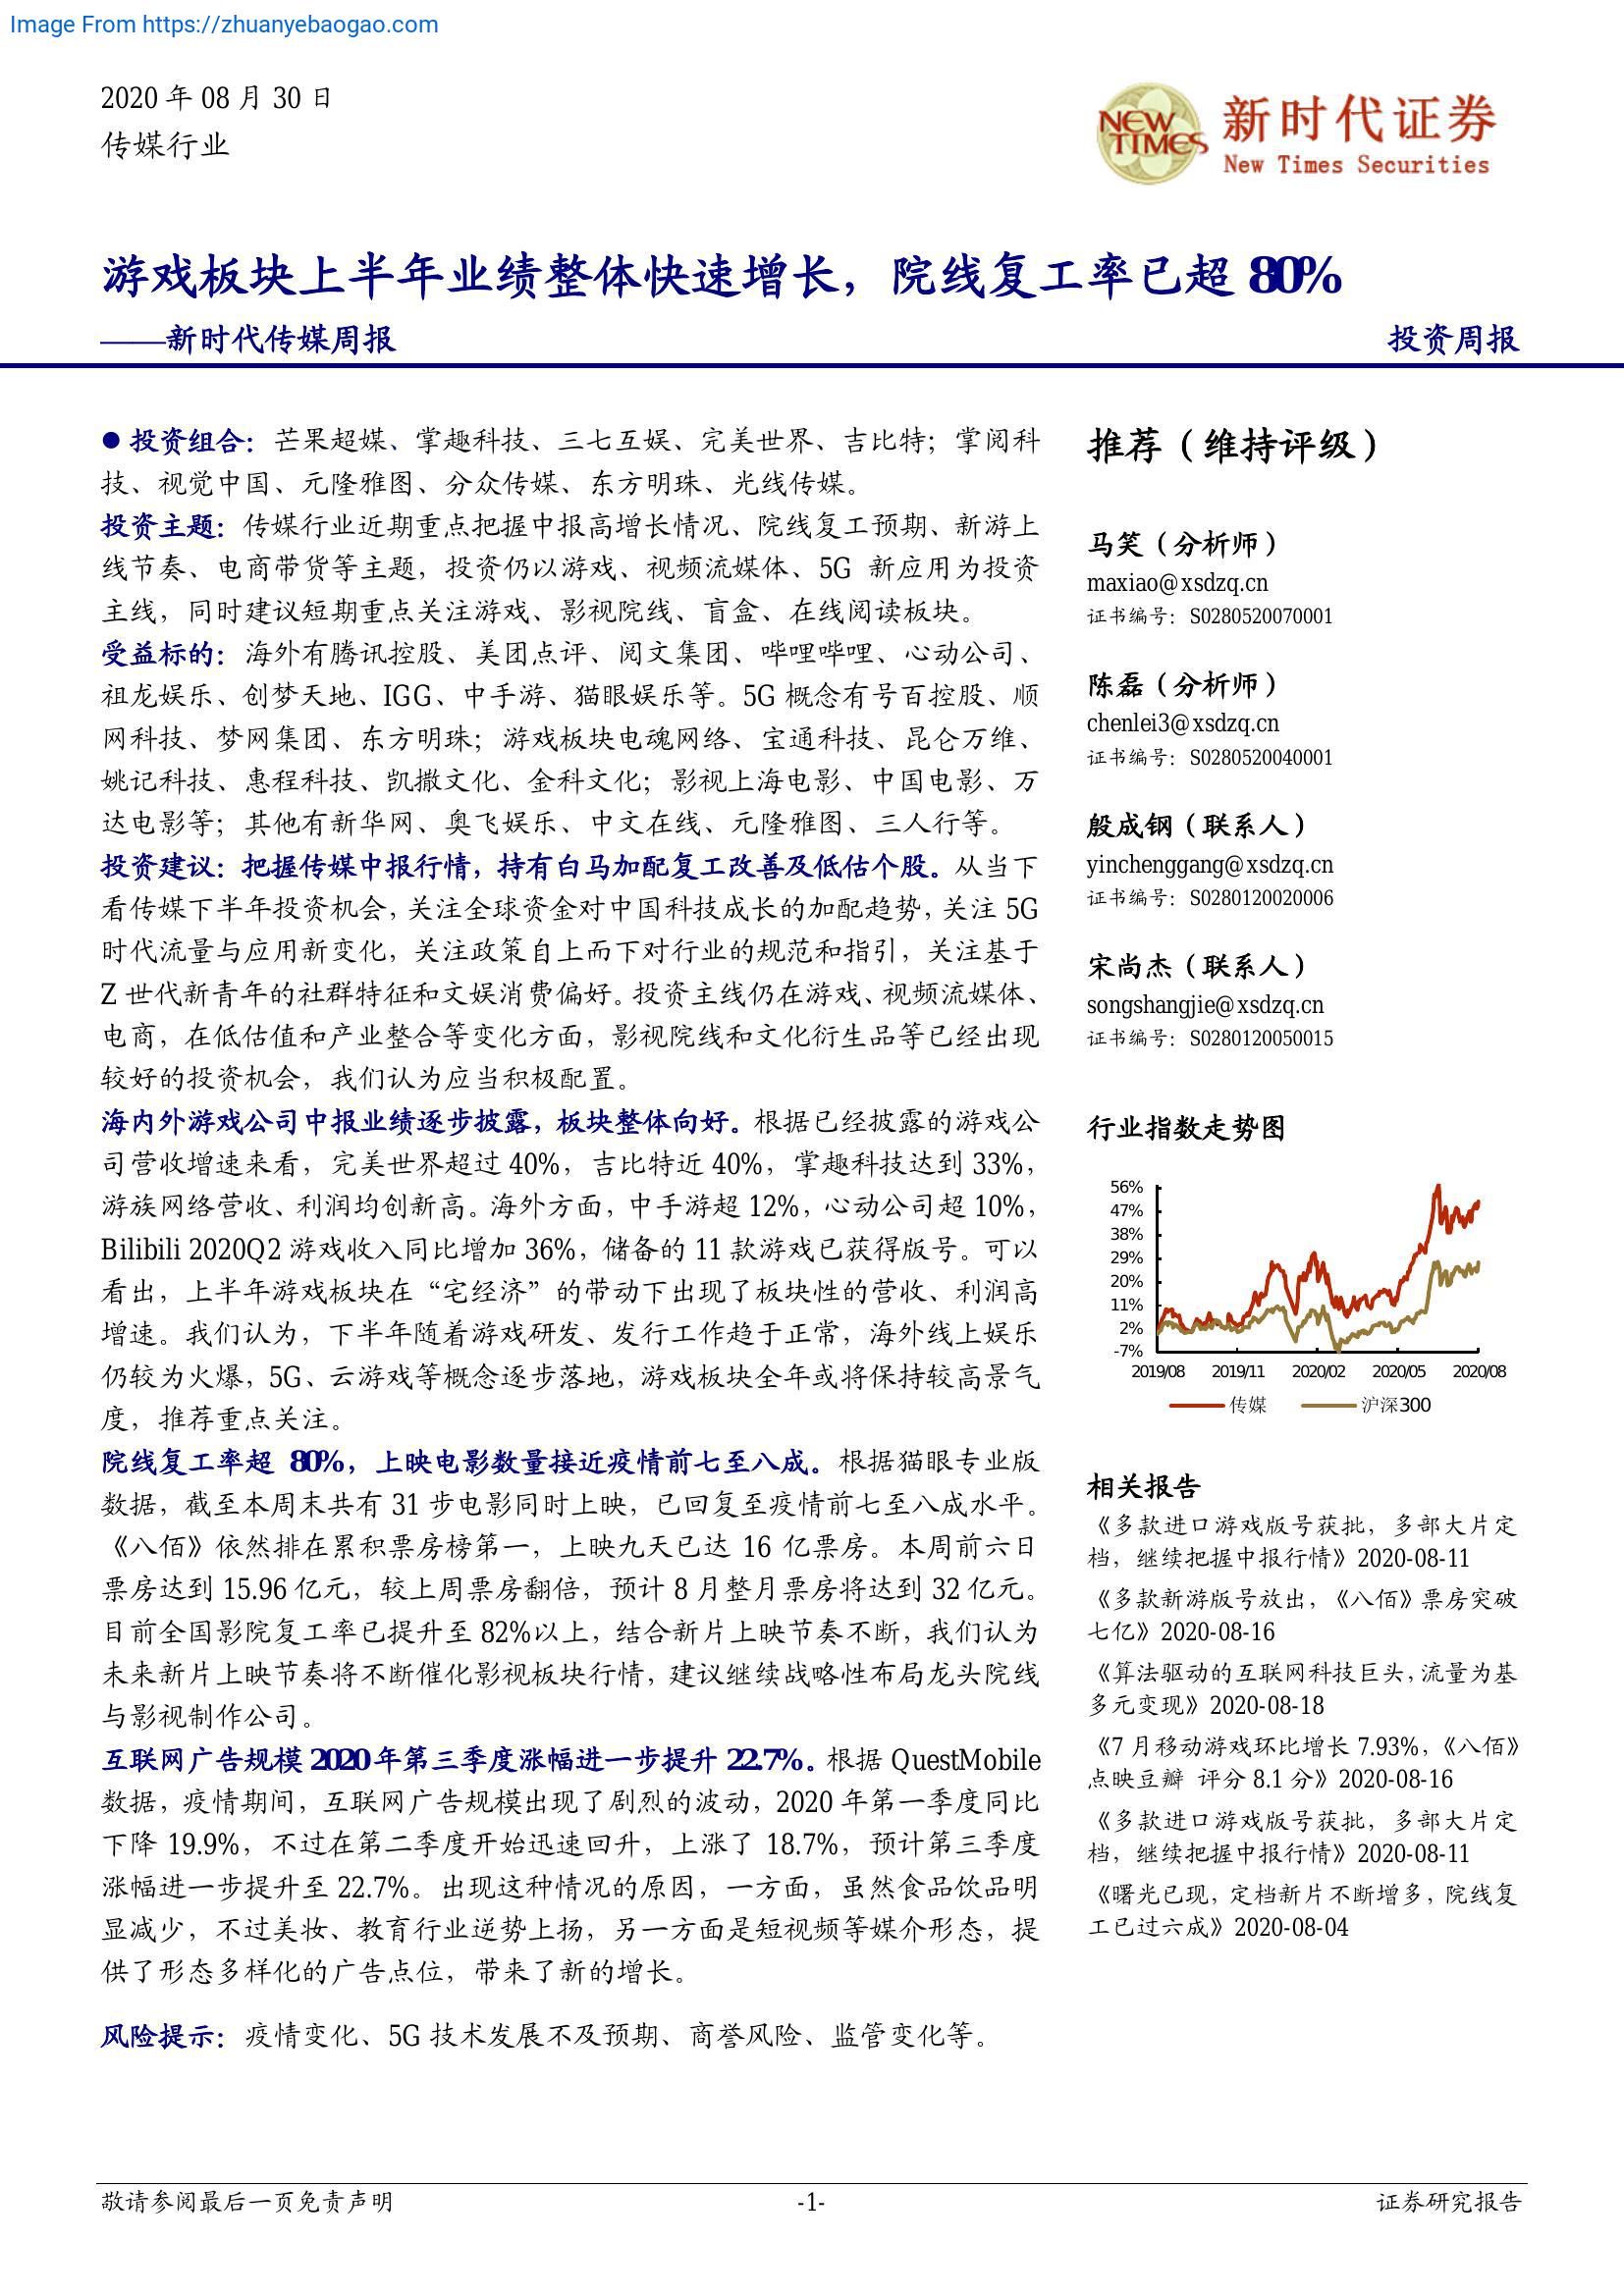 Image From https://zhuanyebaogao.com
2020 年 08 月 30 日
传媒行业
NEW TIMES
新时代证券
New Times Securities
游戏板块上半年业绩整体快速增长，院线复工率已超 80%
——新时代传媒周报
投资周报
● 投资组合：芒果超媒、掌趣科技、三七互娱、完美世界、吉比特；掌阅科
技、视觉中国、元隆雅图、分众传媒、东方明珠、光线传媒。
投资主题：传媒行业近期重点把握中报高增长情况、院线复工预期、新游上
线节奏、电商带货等主题，投资仍以游戏、视频流媒体、5G 新应用为投资
主线，同时建议短期重点关注游戏、影视院线、盲盒、在线阅读板块。
受益标的：海外有腾讯控股、美团点评、阅文集团、哔哩哔哩、心动公司、
祖龙娱乐、创梦天地、IGG、中手游、猫眼娱乐等。5G 概念有号百控股、顺
网科技、梦网集团、东方明珠；游戏板块电魂网络、宝通科技、昆仑万维、
姚记科技、惠程科技、凯撒文化、金科文化；影视上海电影、中国电影、万
达电影等；其他有新华网、奥飞娱乐、中文在线、元隆雅图、三人行等。
投资建议：把握传媒中报行情，持有白马加配复工改善及低估个股。从当下
看传媒下半年投资机会，关注全球资金对中国科技成长的加配趋势，关注 5G
时代流量与应用新变化，关注政策自上而下对行业的规范和指引，关注基于
Z 世代新青年的社群特征和文娱消费偏好。投资主线仍在游戏、视频流媒体、
电商，在低估值和产业整合等变化方面，影视院线和文化衍生品等已经出现
较好的投资机会，我们认为应当积极配置。
海内外游戏公司中报业绩逐步披露，板块整体向好。根据已经披露的游戏公
司营收增速来看，完美世界超过 40%，吉比特近 40%，掌趣科技达到 33%，
游族网络营收、利润均创新高。海外方面，中手游超 12%，心动公司超 10%，
Bilibili 2020Q2 游戏收入同比增加 36%，储备的 11 款游戏已获得版号。可以
看出，上半年游戏板块在“宅经济”的带动下出现了板块性的营收、利润高
增速。我们认为，下半年随着游戏研发、发行工作趋于正常，海外线上娱乐
仍较为火爆，5G、云游戏等概念逐步落地，游戏板块全年或将保持较高景气
度，推荐重点关注。
院线复工率超 80%，上映电影数量接近疫情前七至八成。根据猫眼专业版
数据，截至本周末共有 31 步电影同时上映，已回复至疫情前七至八成水平。
《八佰》依然排在累积票房榜第一，上映九天已达 16 亿票房。本周前六日
票房达到 15.96 亿元，较上周票房翻倍，预计 8 月整月票房将达到 32 亿元。
目前全国影院复工率已提升至 82%以上，结合新片上映节奏不断，我们认为
未来新片上映节奏将不断催化影视板块行情，建议继续战略性布局龙头院线
与影视制作公司。
互联网广告规模 2020 年第三季度涨幅进一步提升 22.7%。根据 QuestMobile
数据，疫情期间，互联网广告规模出现了剧烈的波动，2020 年第一季度同比
下降 19.9%，不过在第二季度开始迅速回升，上涨了 18.7%，预计第三季度
涨幅进一步提升至 22.7%。出现这种情况的原因，一方面，虽然食品饮品明
显减少，不过美妆、教育行业逆势上扬，另一方面是短视频等媒介形态，提
供了形态多样化的广告点位，带来了新的增长。
风险提示：疫情变化、5G 技术发展不及预期、商誉风险、监管变化等。
推荐（维持评级）
马笑（分析师）
maxiao@xsdzq.cn
证书编号：S0280520070001
陈磊（分析师）
chenlei3@xsdzq.cn
证书编号：S0280520040001
殷成钢（联系人）
yinchenggang@xsdzq.cn
证书编号：S0280120020006
宋尚杰（联系人）
songshangjie@xsdzq.cn
证书编号：S0280120050015
行业指数走势图
56%
47%
38%
29%
20%
11%
2%
-7%
2019/08 2019/11 2020/02 2020/05 2020/08
传媒 沪深300
相关报告
《多款进口游戏版号获批，多部大片定
档，继续把握中报行情》2020-08-11
《多款新游版号放出，《八佰》票房突破
七亿》2020-08-16
《算法驱动的互联网科技巨头，流量为基
多元变现》2020-08-18
《7 月移动游戏环比增长 7.93%，《八佰》
点映豆瓣 评分 8.1 分》2020-08-16
《多款进口游戏版号获批，多部大片定
档，继续把握中报行情》2020-08-11
《曙光已现，定档新片不断增多，院线复
工已过六成》2020-08-04
敬请参阅最后一页免责声明
-1-
证券研究报告